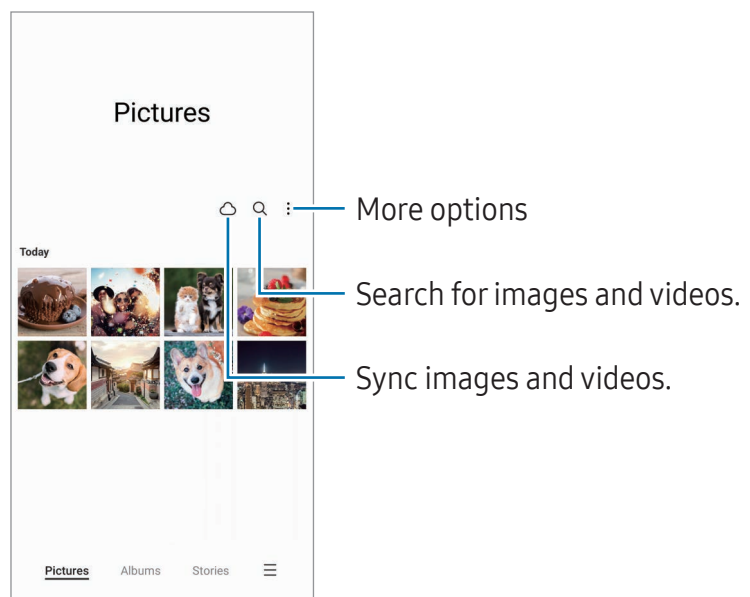 Pictures
More options
Today
Search for images and videos.
Sync images and videos.
Pictures Albums Stories